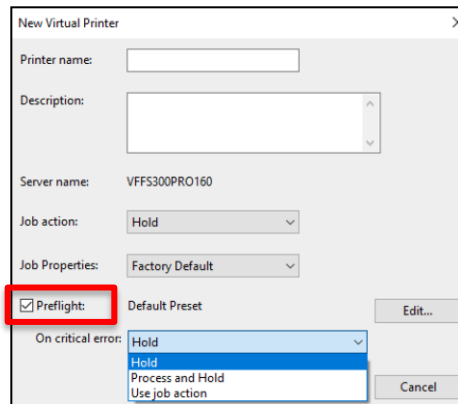 New Virtual Printer
Printer name:
Description:
Server name: VFFS300PRO160
Job action: Hold
Job Properties: Factory Default
Preflight: Default Preset Edit...
On critical error: Hold
Hold
Process and Hold
Use job action Cancel